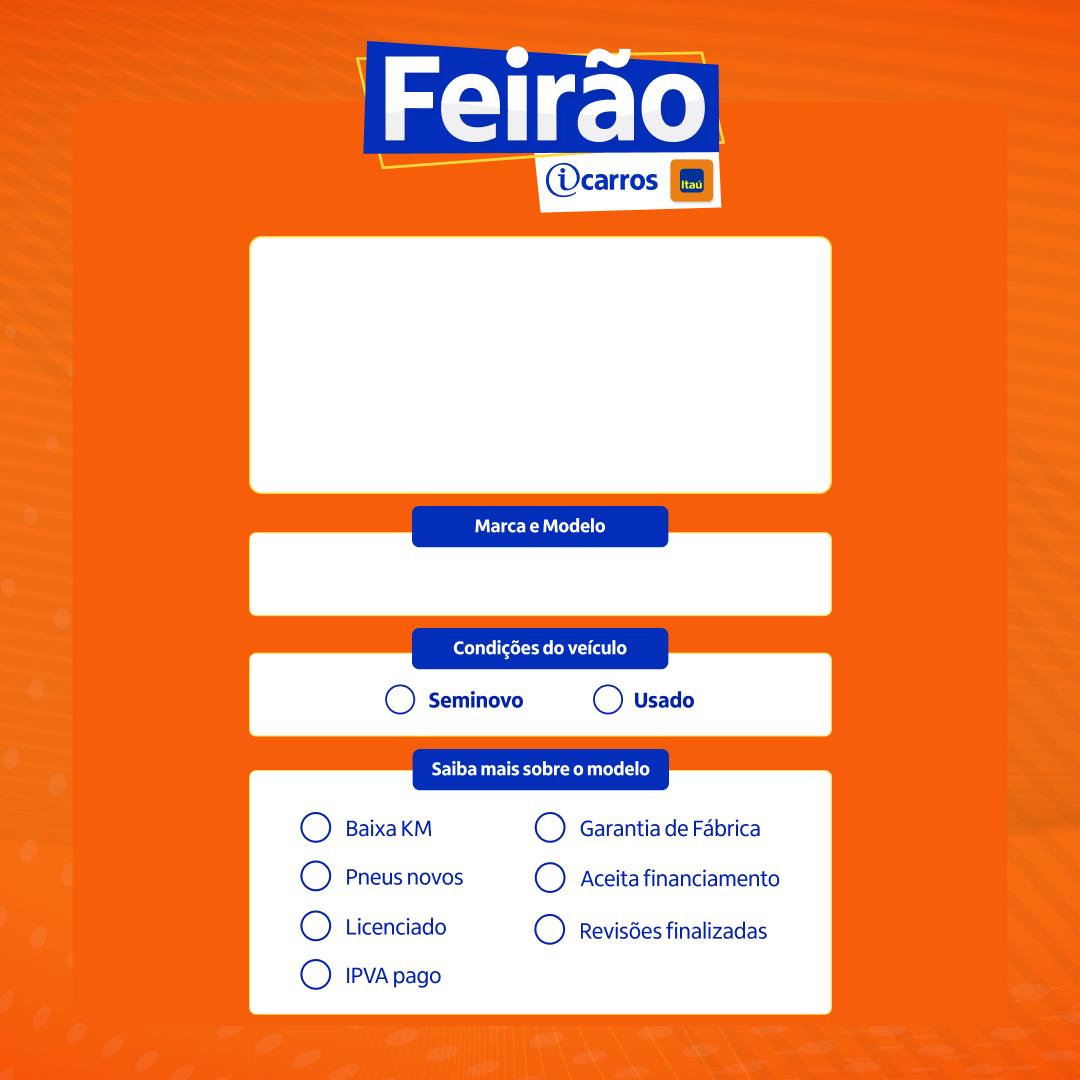 Feirão
icarros Itaú
Marca e Modelo
Condições do veículo
Seminovo Usado
Saiba mais sobre o modelo
Baixa KM Garantia de Fábrica
Pneus novos Aceita financiamento
Licenciado Revisões finalizadas
IPVA pago